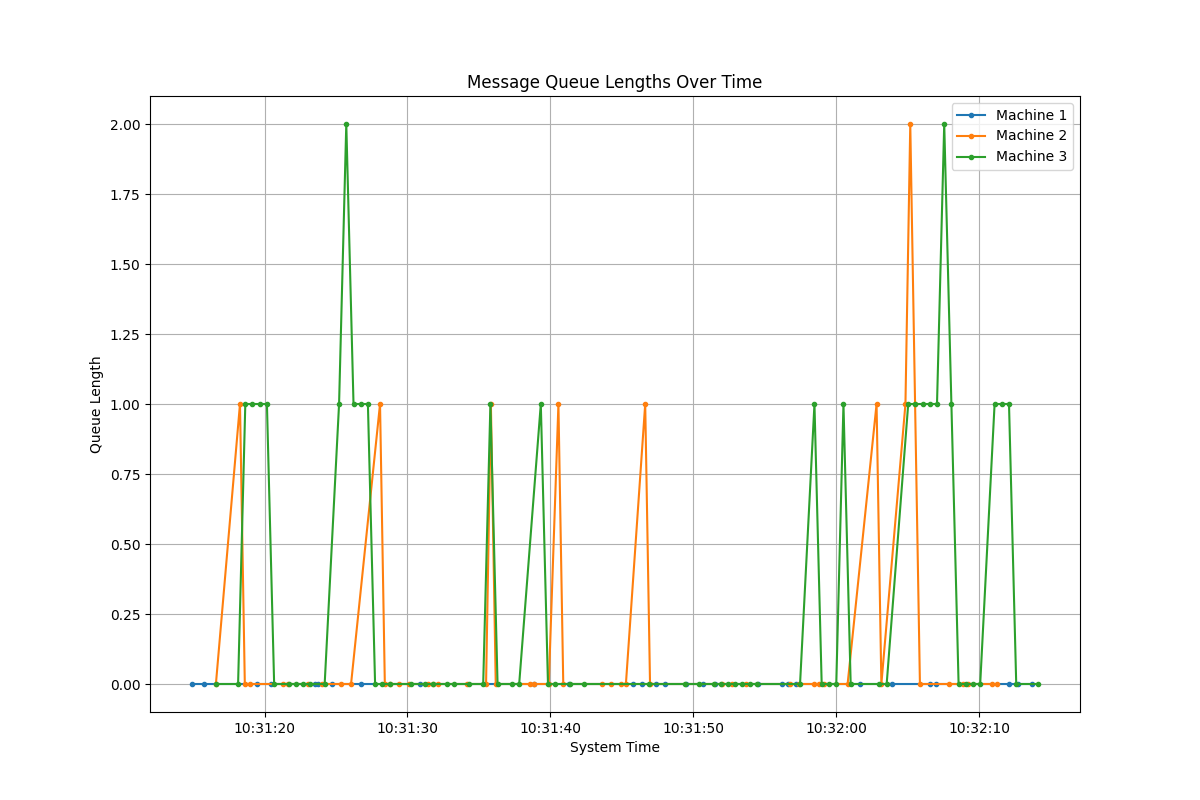 Message Queue Lengths Over Time
Machine 1
Machine 2
Machine 3
2.00
1.75
1.50
1.25
1.00
0.75
0.50
0.25
0.00
Queue Length
10:31:20 10:31:30 10:31:40 10:31:50 10:32:00 10:32:10
System Time